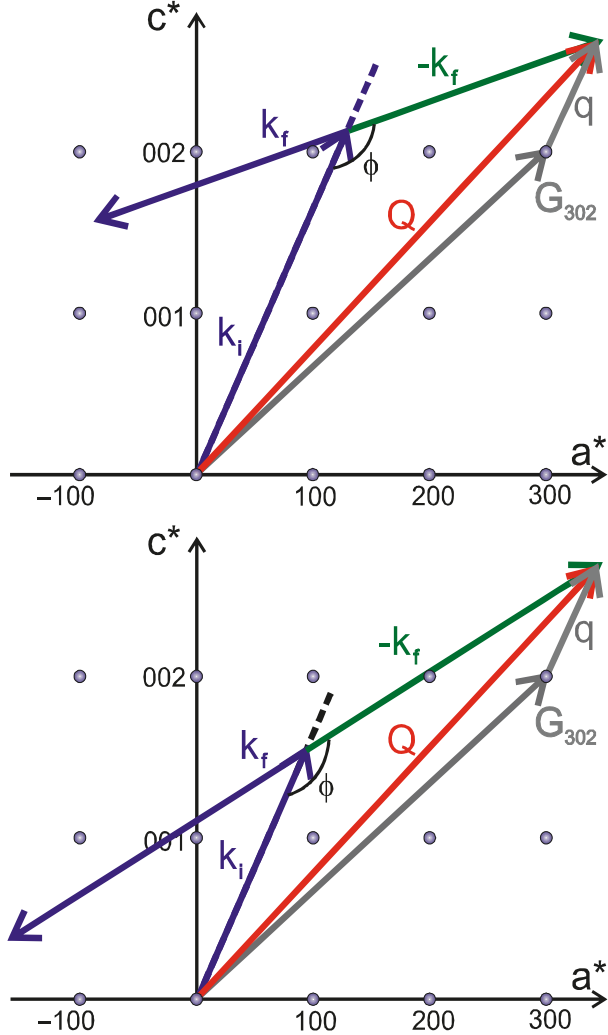 c*
-k_f
k_f
q
002
ϕ
G_302
Q
001
k_i
a*
–100
100
200
300
c*
-k_f
q
002
G_302
k_f
Q
ϕ
001
k_i
a*
–100
100
200
300